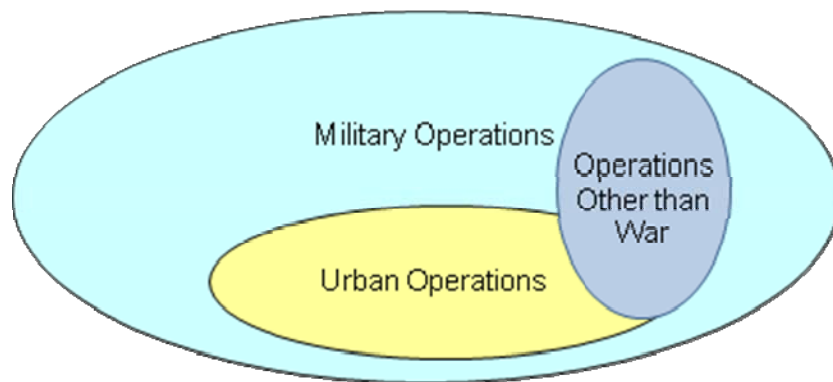 Military Operations
Operations
Other than
War
Urban Operations